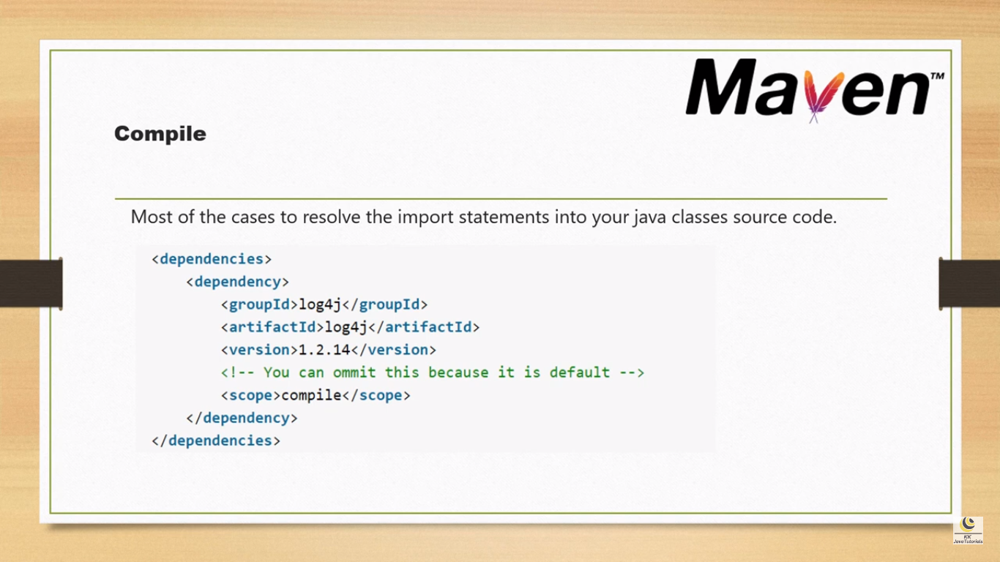 Maven™
Compile
Most of the cases to resolve the import statements into your java classes source code.
<dependencies>
<dependency>
<groupId>log4j</groupId>
<artifactId>log4j</artifactId>
<version>1.2.14</version>
<!-- You can ommit this because it is default -->
<scope>compile</scope>
</dependency>
</dependencies>
KK
JavaTutorials